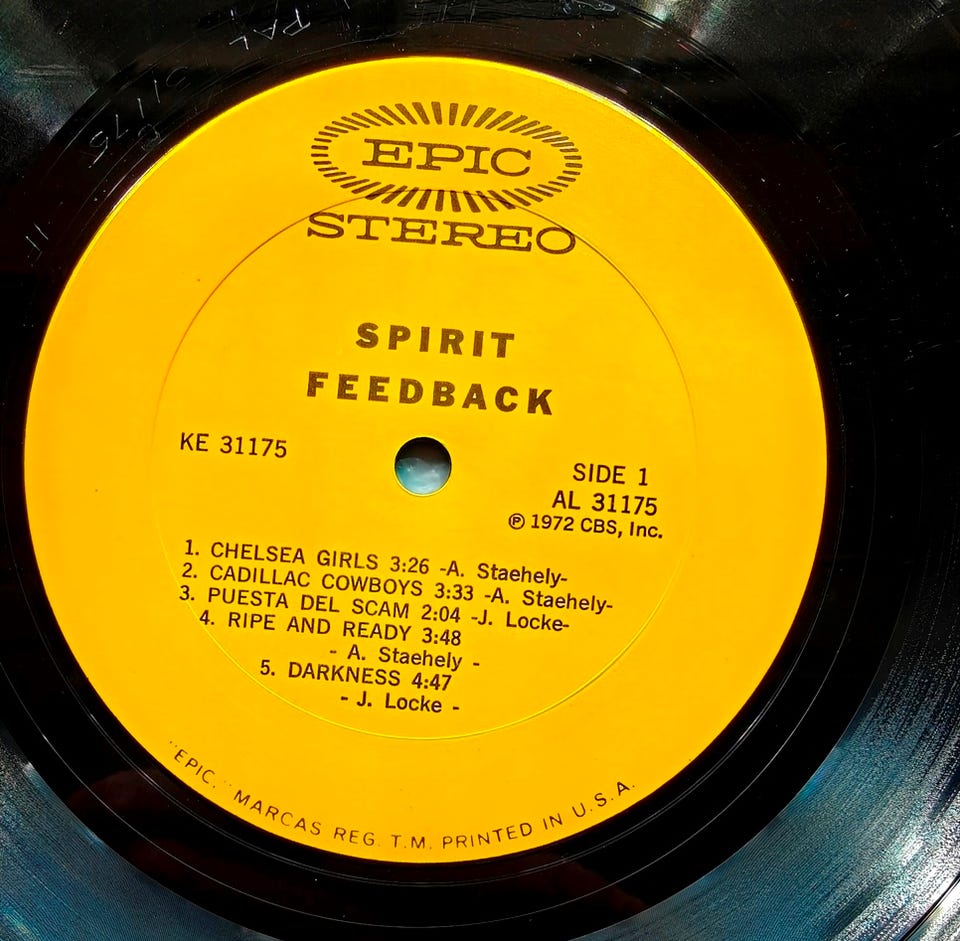 EPIC
STEREO
SPIRIT
FEEDBACK
KE 31175
SIDE 1
AL 31175
Ⓟ 1972 CBS, Inc.
1. CHELSEA GIRLS 3:26 -A. Staehely-
2. CADILLAC COWBOYS 3:33 -A. Staehely-
3. PUESTA DEL SCAM 2:04 -J. Locke-
4. RIPE AND READY 3:48
- A. Staehely -
5. DARKNESS 4:47
- J. Locke -
"EPIC," MARCAS REG. T.M. PRINTED IN U.S.A.